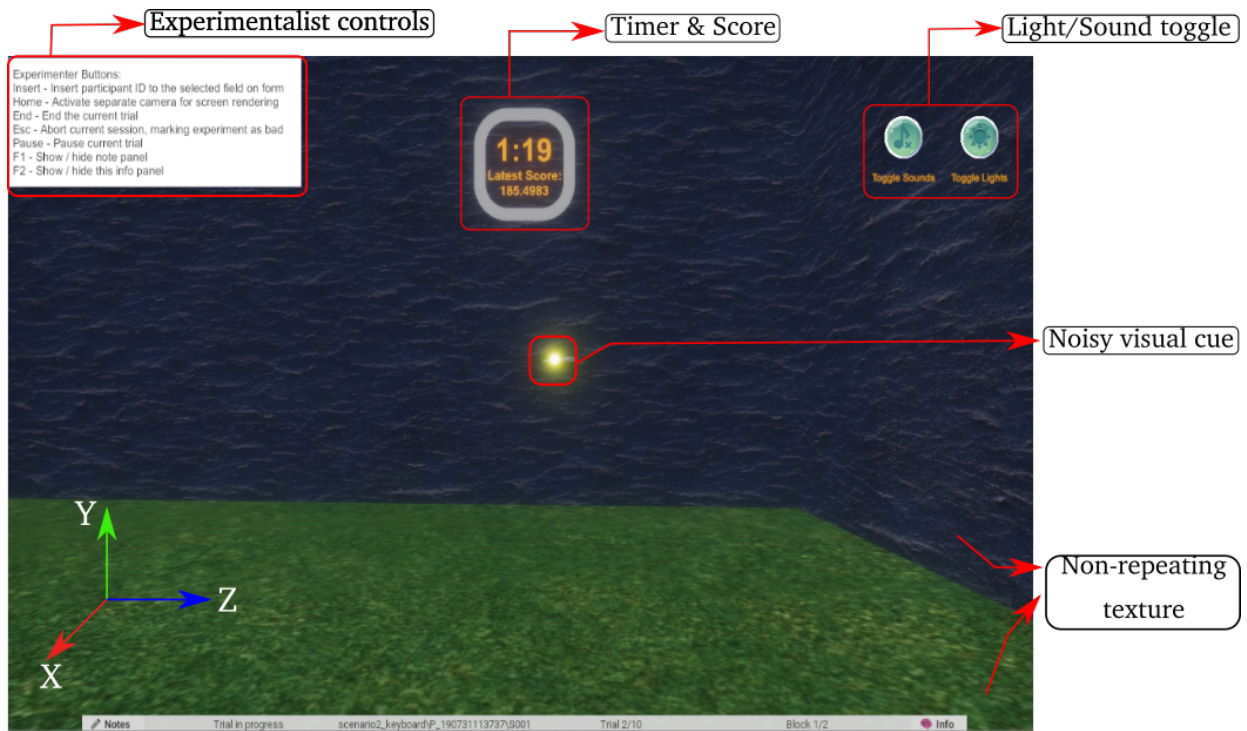 Experimentalist controls
Timer & Score
Light/Sound toggle
Experimenter Buttons:
Insert - Insert participant ID to the selected field on form
Home - Activate separate camera for screen rendering
End - End the current trial
Esc - Abort current session, marking experiment as bad
Pause - Pause current trial
F1 - Show / hide note panel
F2 - Show / hide this info panel
1:19
Latest Score:
185.4983
Toggle Sounds
Toggle Lights
Noisy visual cue
Y
Z
X
Non-repeating
texture
Notes
Trial in progress
scenario2_keyboard\P_190731113737\S001
Trial 2/10
Block 1/2
Info